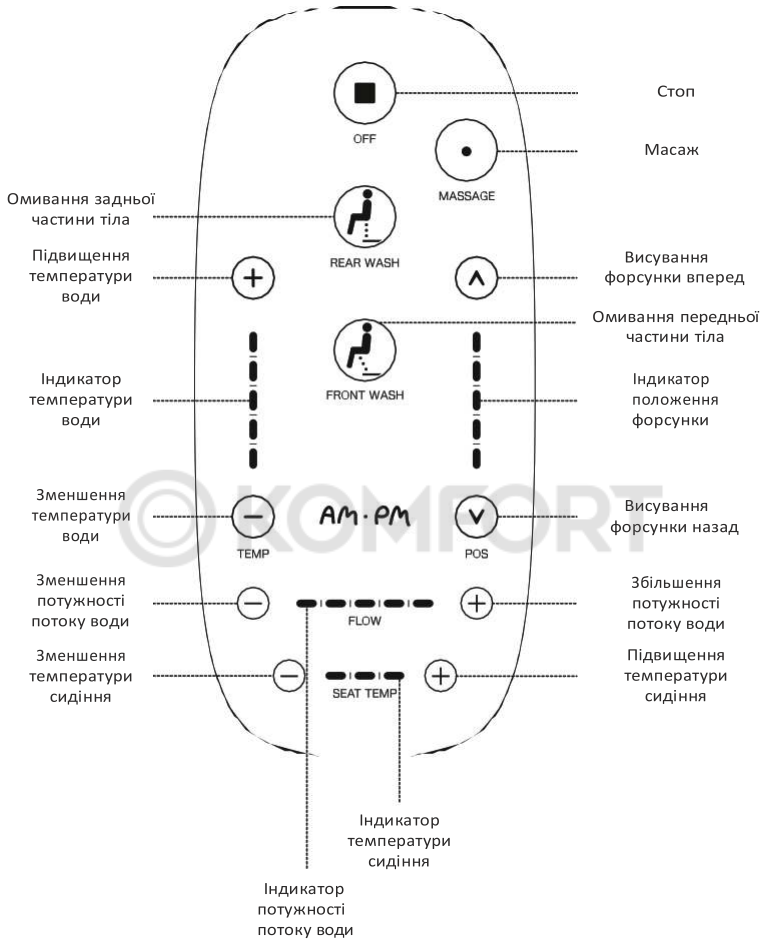 Стоп
OFF
Масаж
MASSAGE
Омивання задньої
частини тіла
REAR WASH
Підвищення
температури
води
Висування
форсунки вперед
Омивання передньої
частини тіла
FRONT WASH
Індикатор
температури
води
Індикатор
положення
форсунки
KOMFORT
Зменшення
температури
води
AM·PM
Висування
форсунки назад
TEMP
POS
Зменшення
потужності
потоку води
FLOW
Збільшення
потужності
потоку води
Зменшення
температури
сидіння
SEAT TEMP
Підвищення
температури
сидіння
Індикатор
температури
сидіння
Індикатор
потужності
потоку води